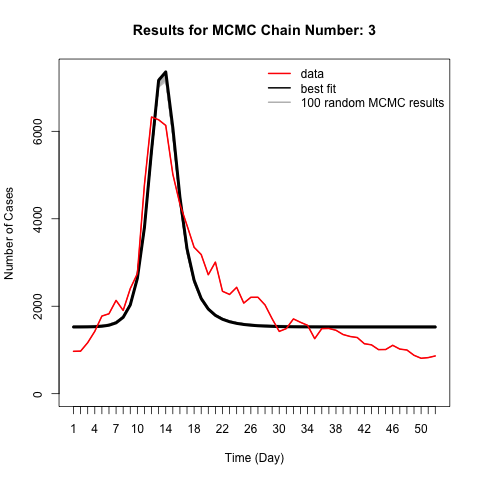 Results for MCMC Chain Number: 3
data
best fit
100 random MCMC results
Number of Cases
6000
4000
2000
0
1 4 7 10 14 18 22 26 30 34 38 42 46 50
Time (Day)